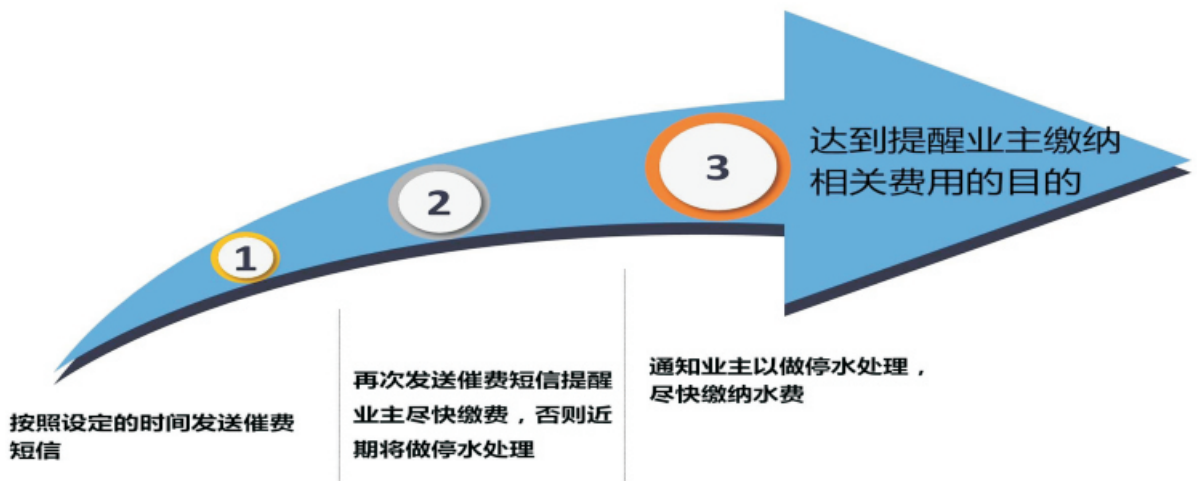 达到提醒业主缴纳
相关费用的目的
3
2
1
按照设定的时间发送催费
短信
再次发送催费短信提醒
业主尽快缴费，否则近
期将做停水处理
通知业主以做停水处理，
尽快缴纳水费